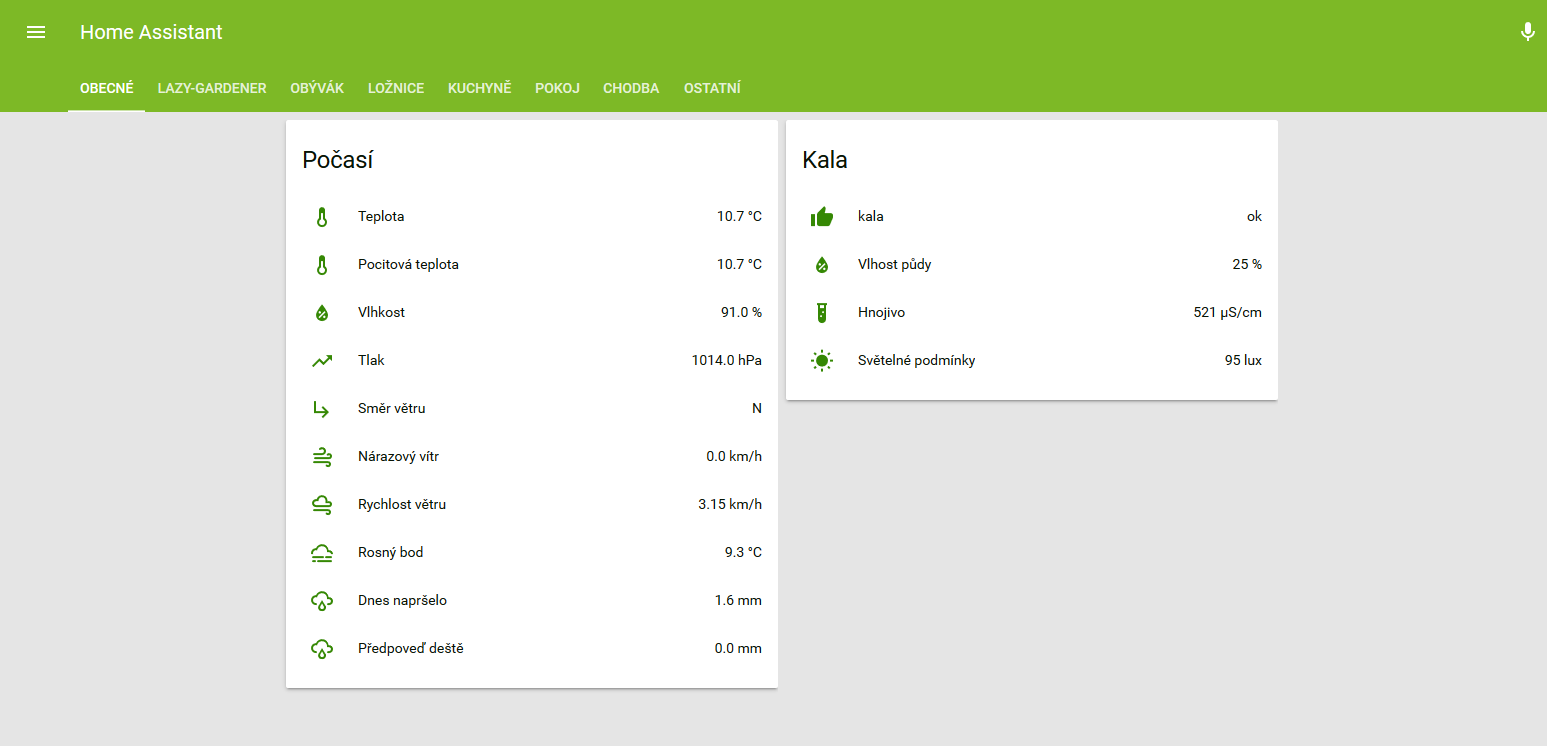 Home Assistant
OBECNÉ LAZY-GARDENER OBÝVÁK LOŽNICE KUCHYNĚ POKOJ CHODBA OSTATNÍ
Počasí
Teplota 10.7 °C
Pocitová teplota 10.7 °C
Vlhkost 91.0 %
Tlak 1014.0 hPa
Směr větru N
Nárazový vítr 0.0 km/h
Rychlost větru 3.15 km/h
Rosný bod 9.3 °C
Dnes napršelo 1.6 mm
Předpoveď deště 0.0 mm
Kala
kala ok
Vlhost půdy 25 %
Hnojivo 521 µS/cm
Světelné podmínky 95 lux